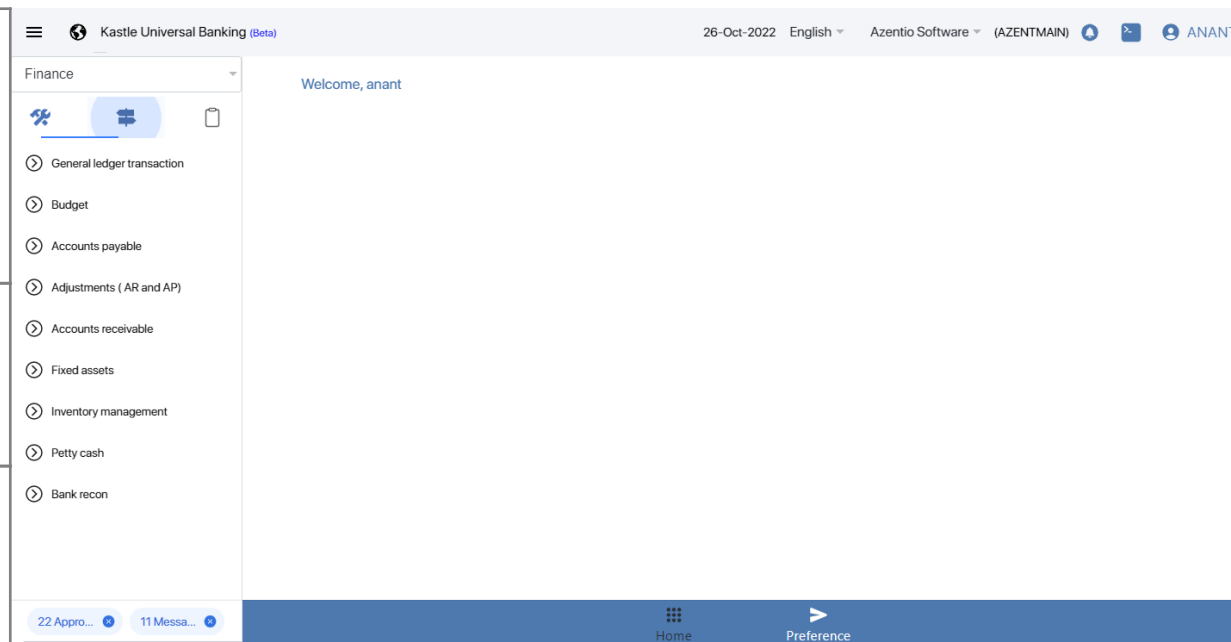 Kastle Universal Banking (Beta)
26-Oct-2022 English Azentio Software (AZENTMAIN) ANANT
Finance
Welcome, anant
General ledger transaction
Budget
Accounts payable
Adjustments ( AR and AP)
Accounts receivable
Fixed assets
Inventory management
Petty cash
Bank recon
22 Appro... 11 Messa...
Home Preference